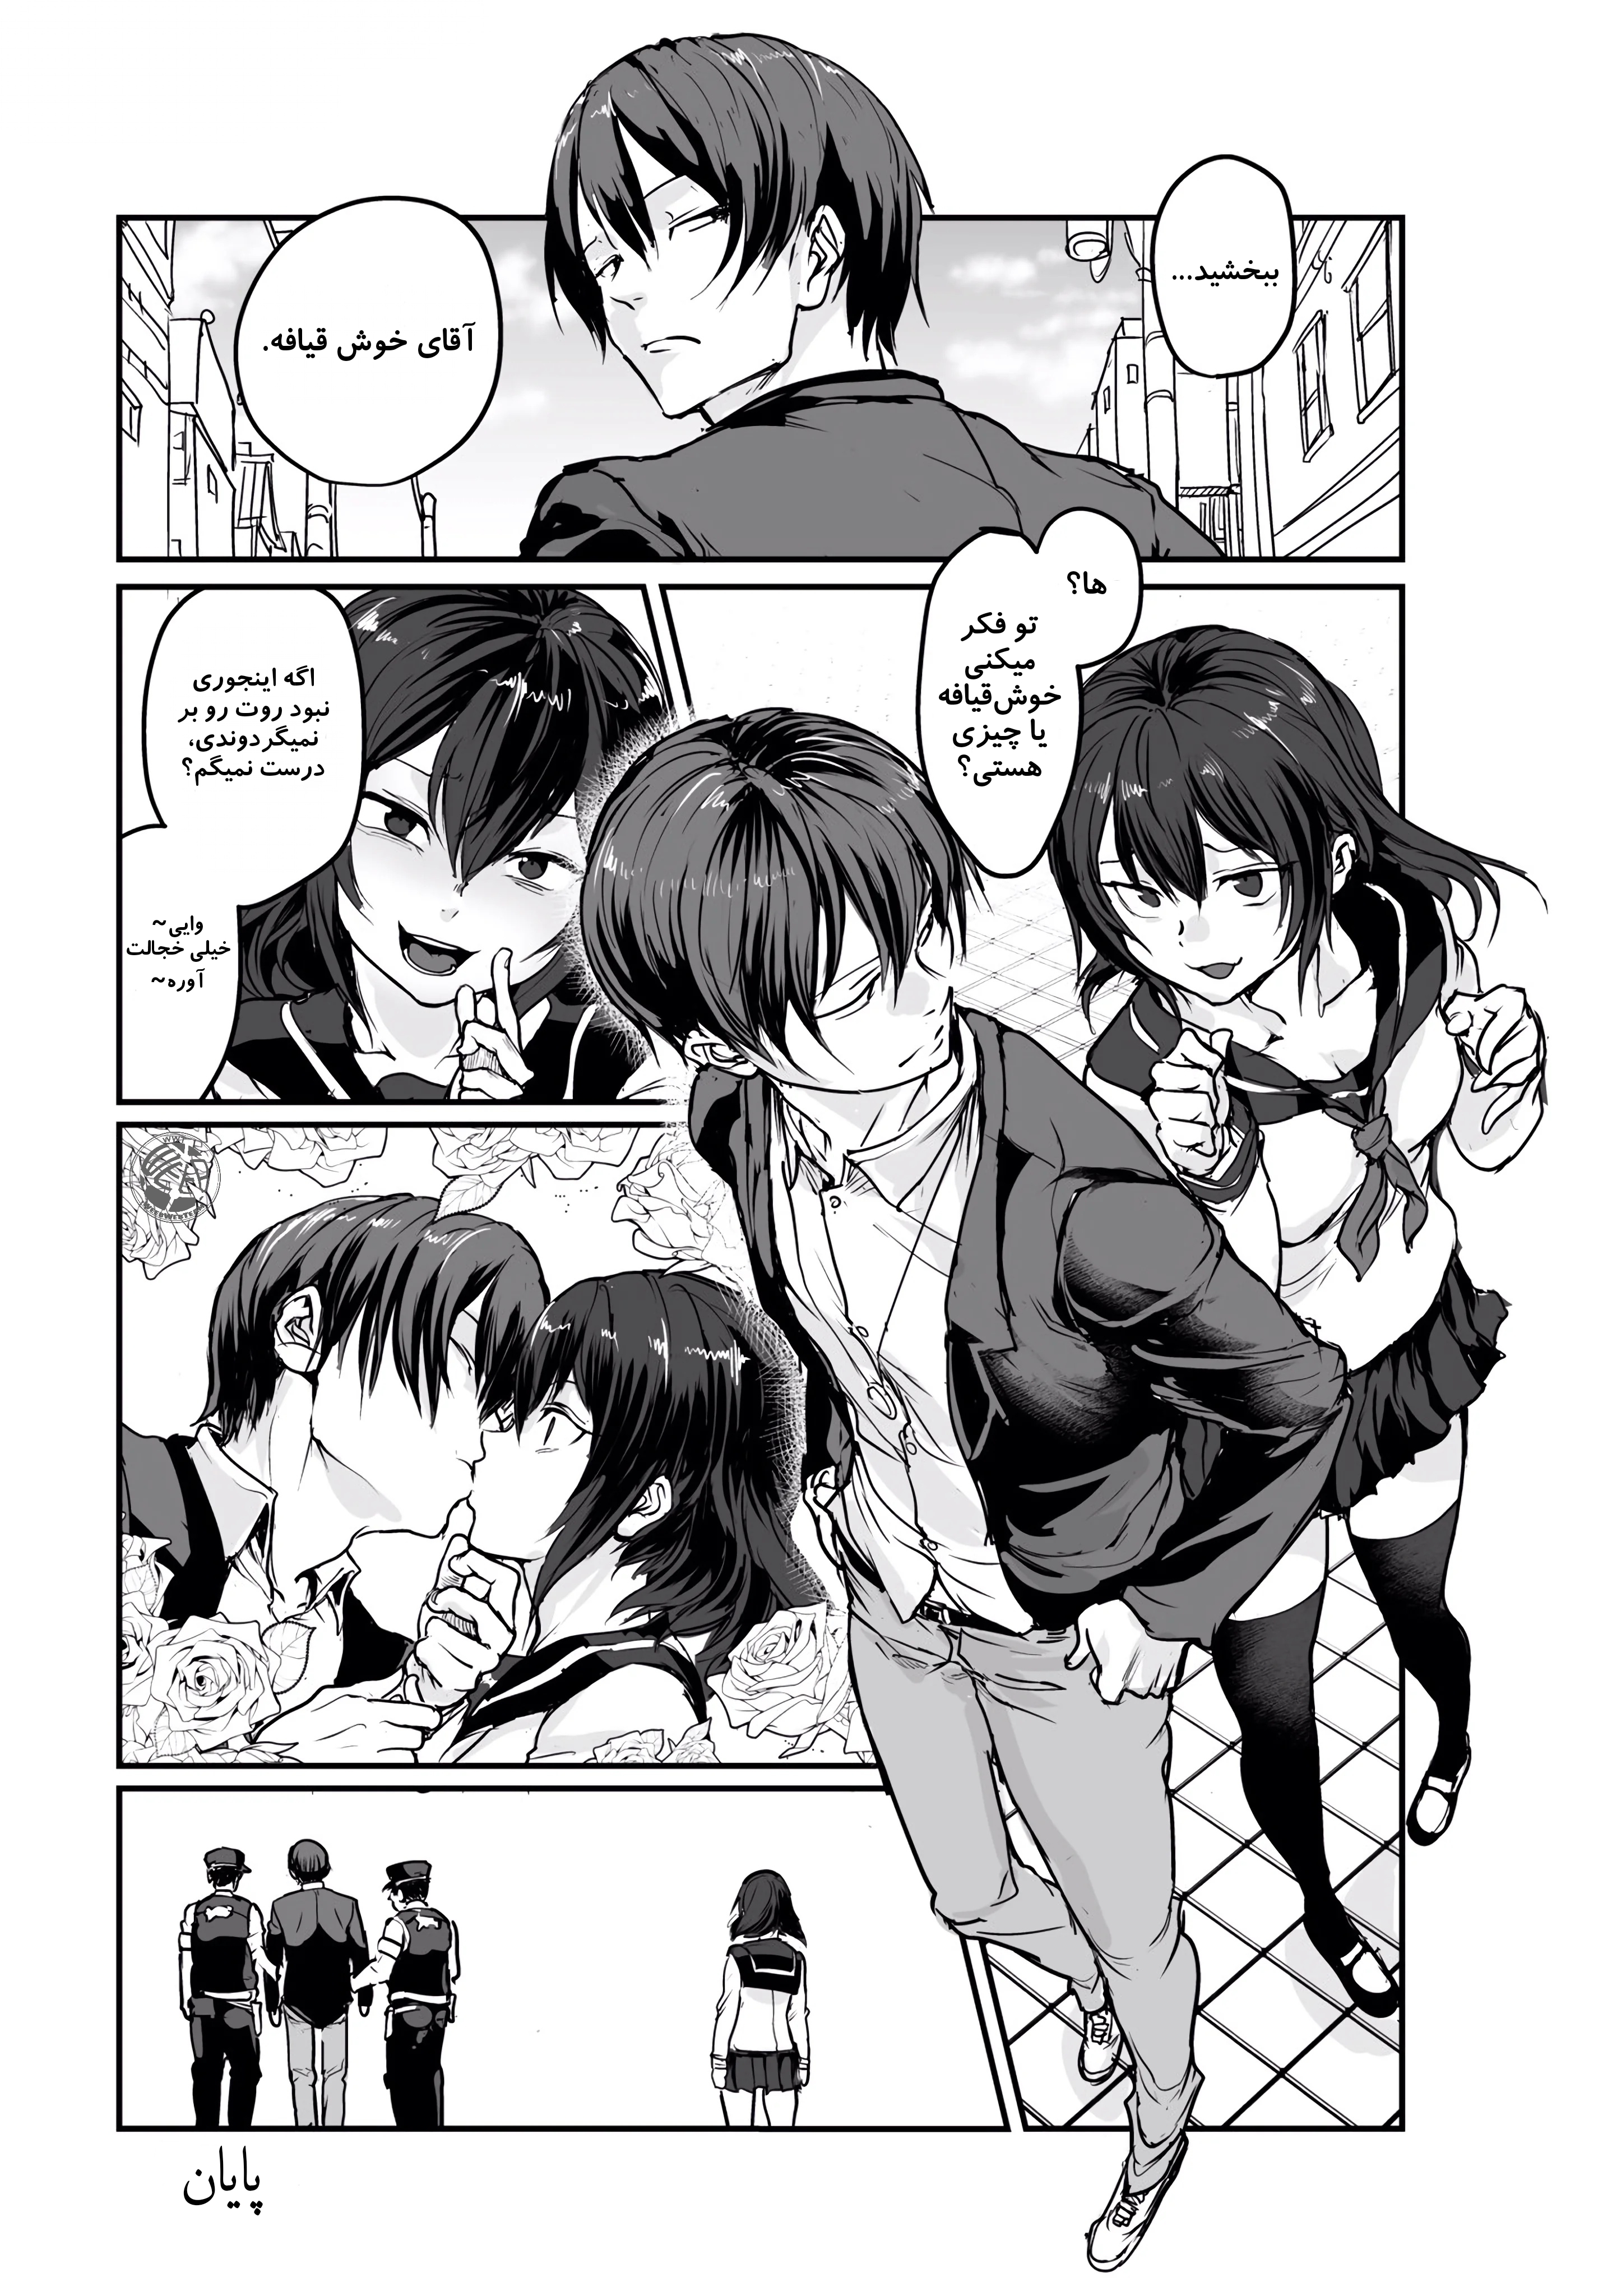 ببخشید...
آقای خوش قیافه.
ها؟
تو فکر
میکنی
خوش‌قیافه
یا چیزی
هستی؟
اگه اینجوری
نبود روت رو بر
نمیگردوندی،
درست نمیگم؟
وایی~
خیلی خجالت
آوره~
پایان